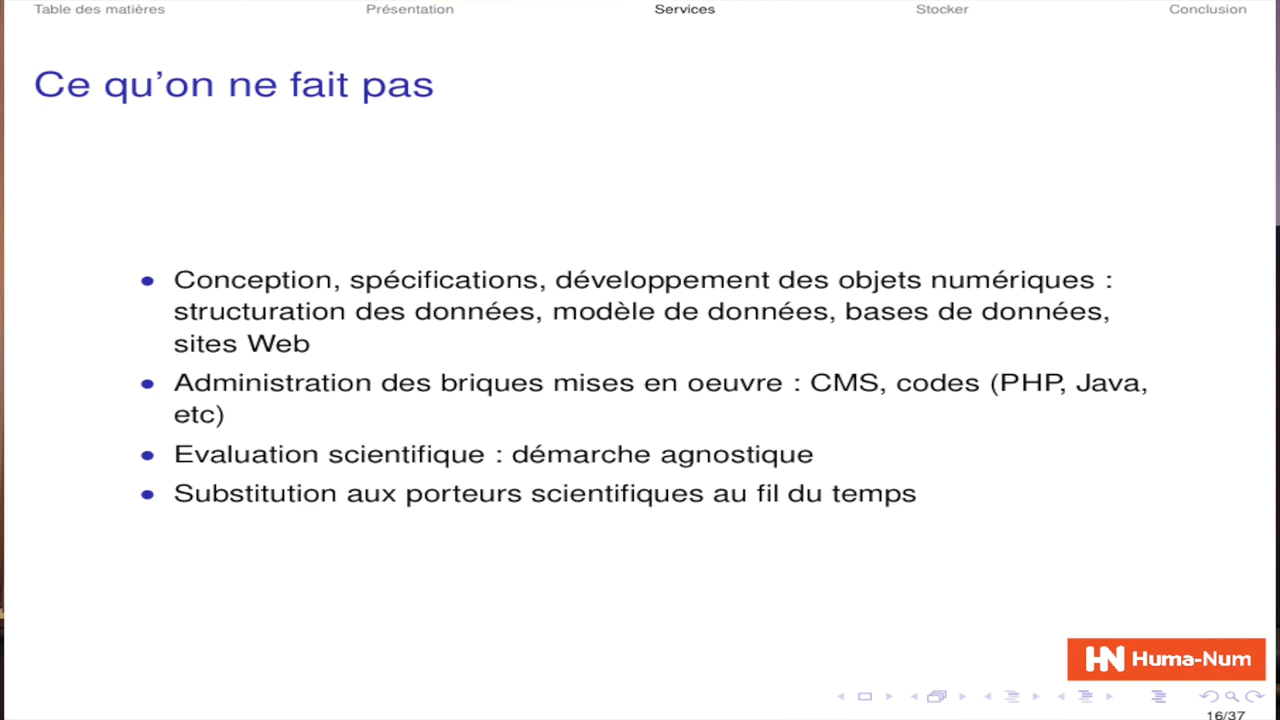 Table des matières Présentation Services Stocker Conclusion
Ce qu'on ne fait pas
• Conception, spécifications, développement des objets numériques :
structuration des données, modèle de données, bases de données,
sites Web
• Administration des briques mises en oeuvre : CMS, codes (PHP, Java,
etc)
• Evaluation scientifique : démarche agnostique
• Substitution aux porteurs scientifiques au fil du temps
HN Huma-Num
16/37